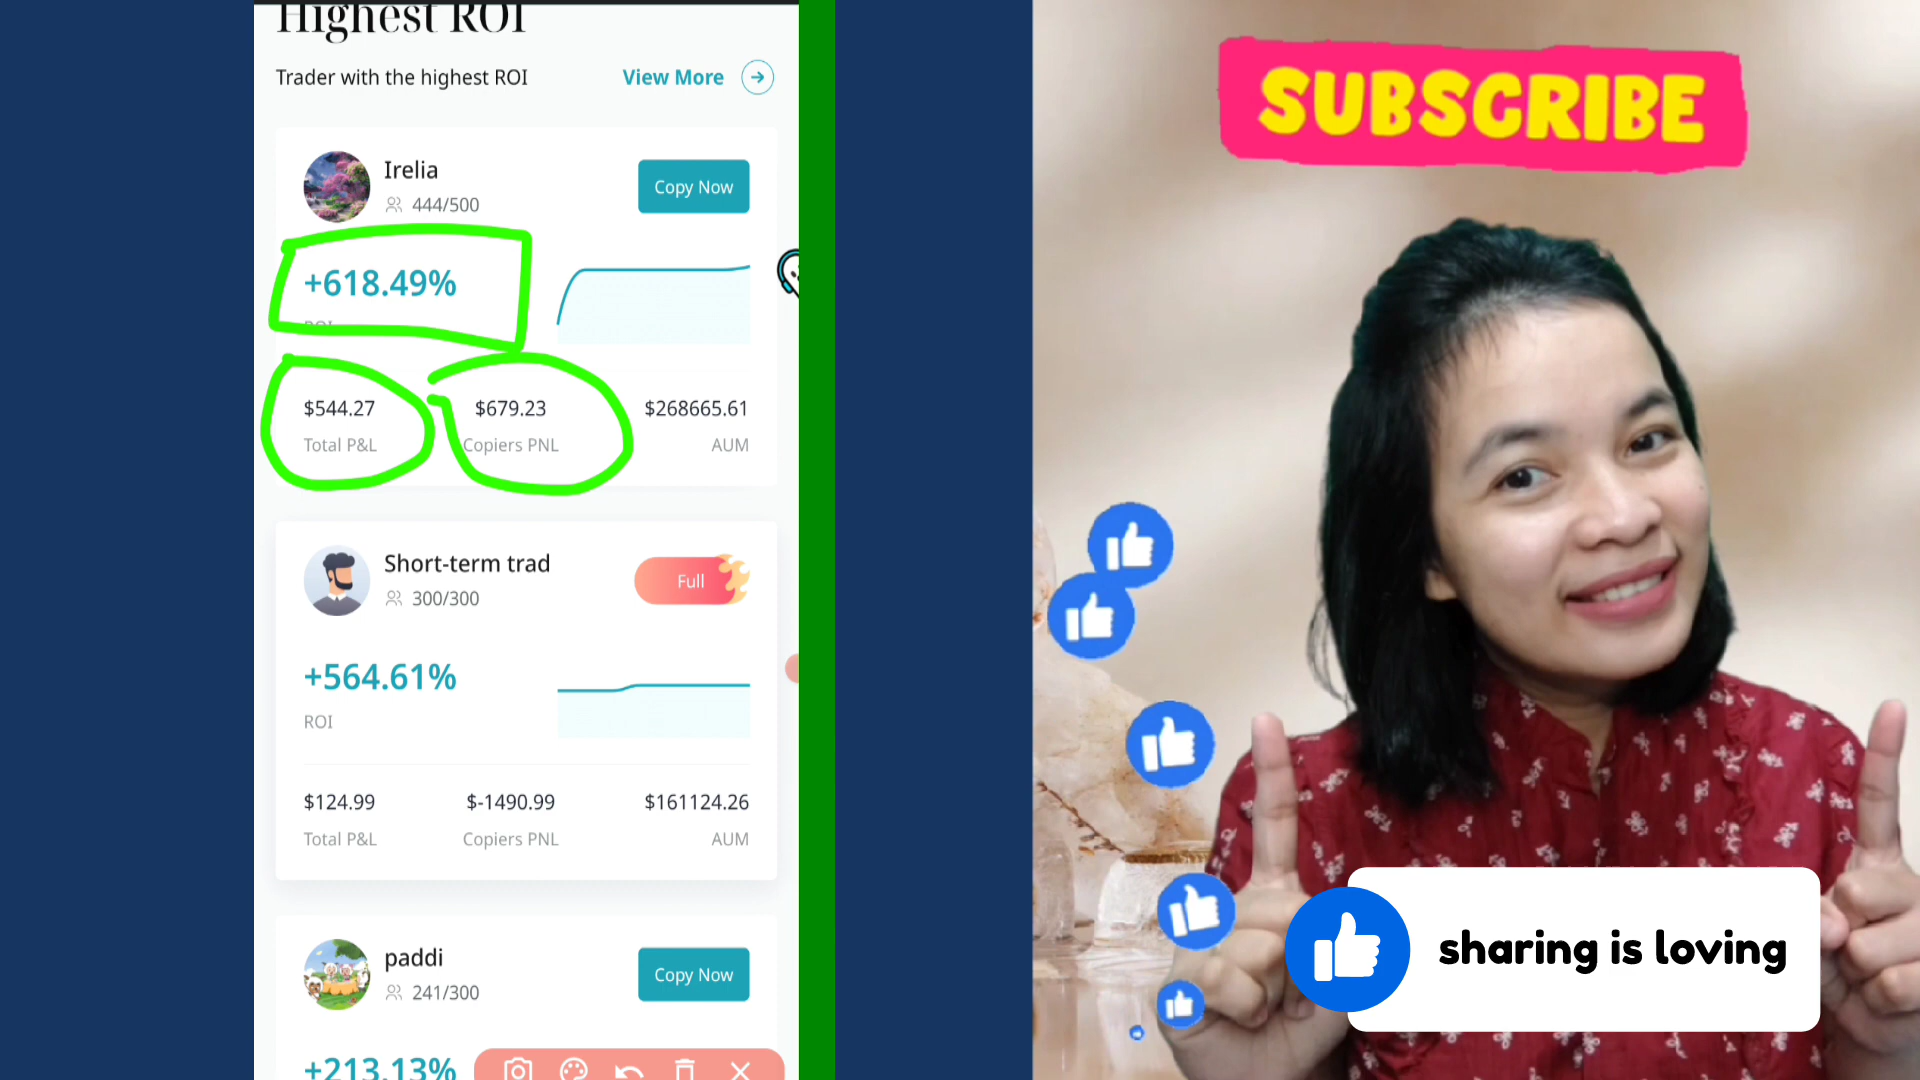 Highest ROI
Trader with the highest ROI
View More
Irelia
444/500
Copy Now
+618.49%
ROI
$544.27
$679.23
$268665.61
Total P&L
Copiers PNL
AUM
Short-term trad
300/300
Full
+564.61%
ROI
$124.99
$-1490.99
$161124.26
Total P&L
Copiers PNL
AUM
paddi
241/300
Copy Now
+213.13%
SUBSCRIBE
sharing is loving